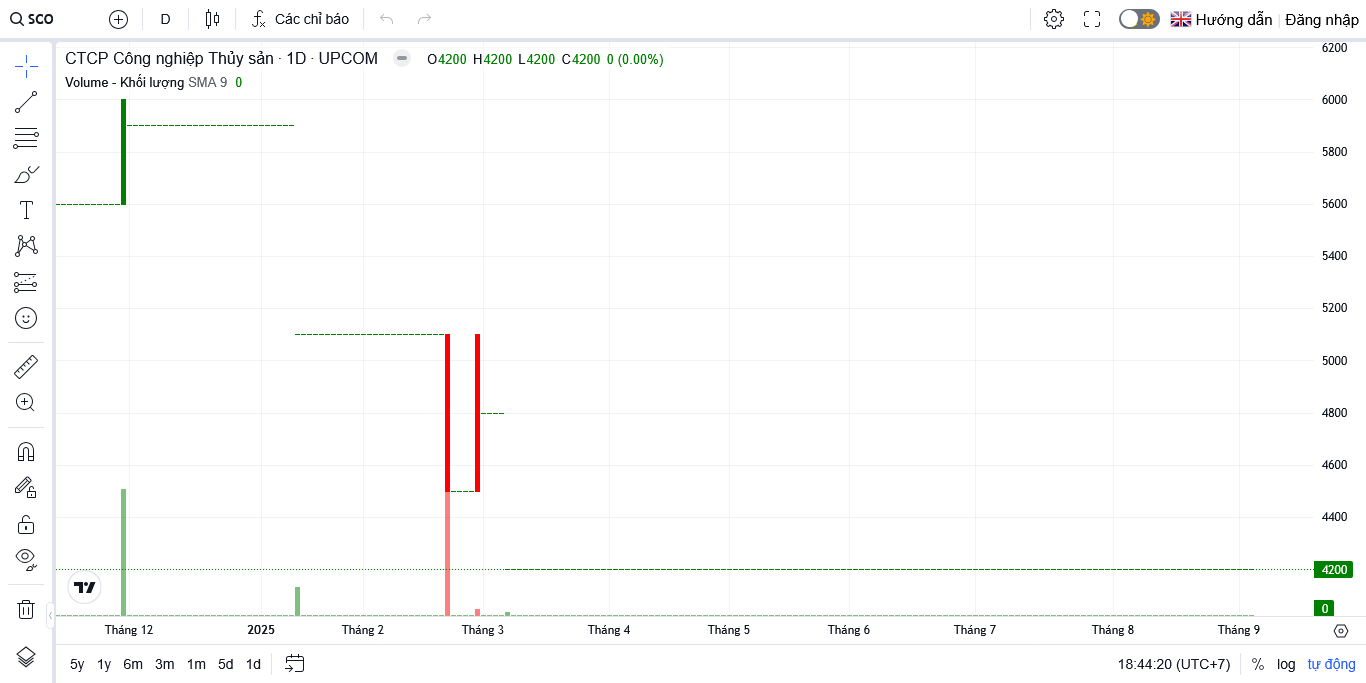 SCO D Các chỉ báo Hướng dẫn Đăng nhập
CTCP Công nghiệp Thủy sản · 1D · UPCOM O4200 H4200 L4200 C4200 0 (0.00%)
Volume - Khối lượng SMA 9 0
6200
6000
5800
5600
5400
5200
5000
4800
4600
4400
4200
0
Tháng 12 2025 Tháng 2 Tháng 3 Tháng 4 Tháng 5 Tháng 6 Tháng 7 Tháng 8 Tháng 9
5y 1y 6m 3m 1m 5d 1d 18:44:20 (UTC+7) % log tự động